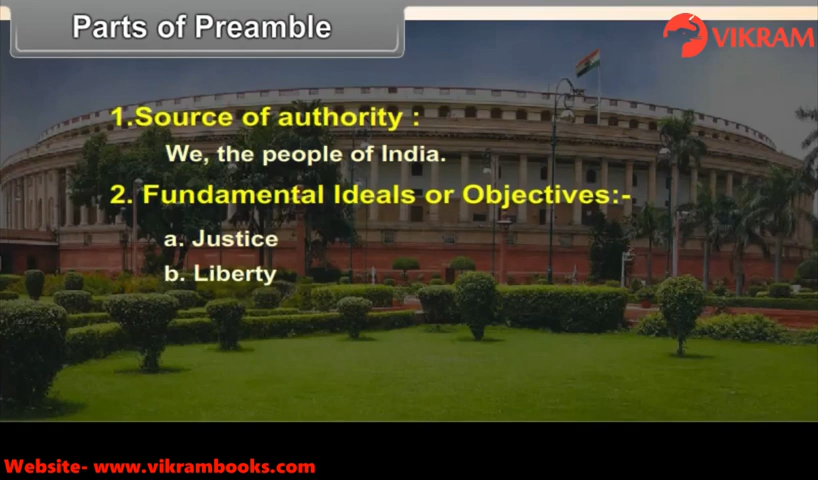 Parts of Preamble
VIKRAM
1.Source of authority :
We, the people of India.
2. Fundamental Ideals or Objectives:-
a. Justice
b. Liberty
Website- www.vikrambooks.com